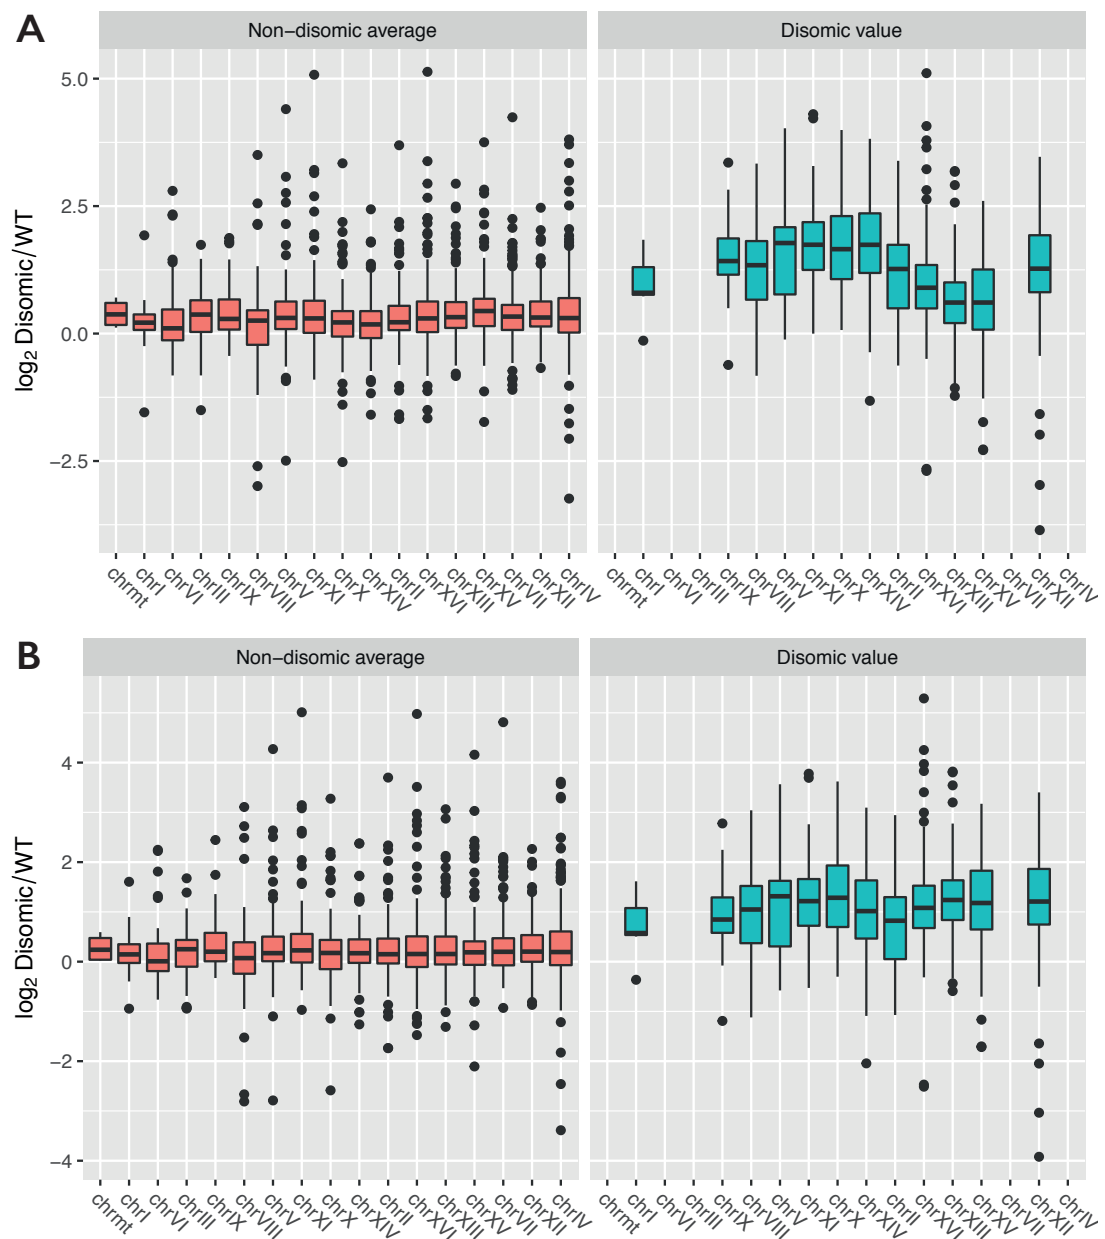 A
Non−disomic average
Disomic value
log2 Disomic/WT
5.0
2.5
0.0
−2.5
chrmt chrI chrVI chrIII chrIX chrVIII chrV chrXI chrX chrXIV chrII chrXVI chrXIII chrXV chrVII chrXII chrIV
chrmt chrI chrVI chrIII chrIX chrVIII chrV chrXI chrX chrXIV chrII chrXVI chrXIII chrXV chrVII chrXII chrIV
B
Non−disomic average
Disomic value
log2 Disomic/WT
4
2
0
−2
−4
chrmt chrI chrVI chrIII chrIX chrVIII chrV chrXI chrX chrXIV chrII chrXVI chrXIII chrXV chrVII chrXII chrIV
chrmt chrI chrVI chrIII chrIX chrVIII chrV chrXI chrX chrXIV chrII chrXVI chrXIII chrXV chrVII chrXII chrIV